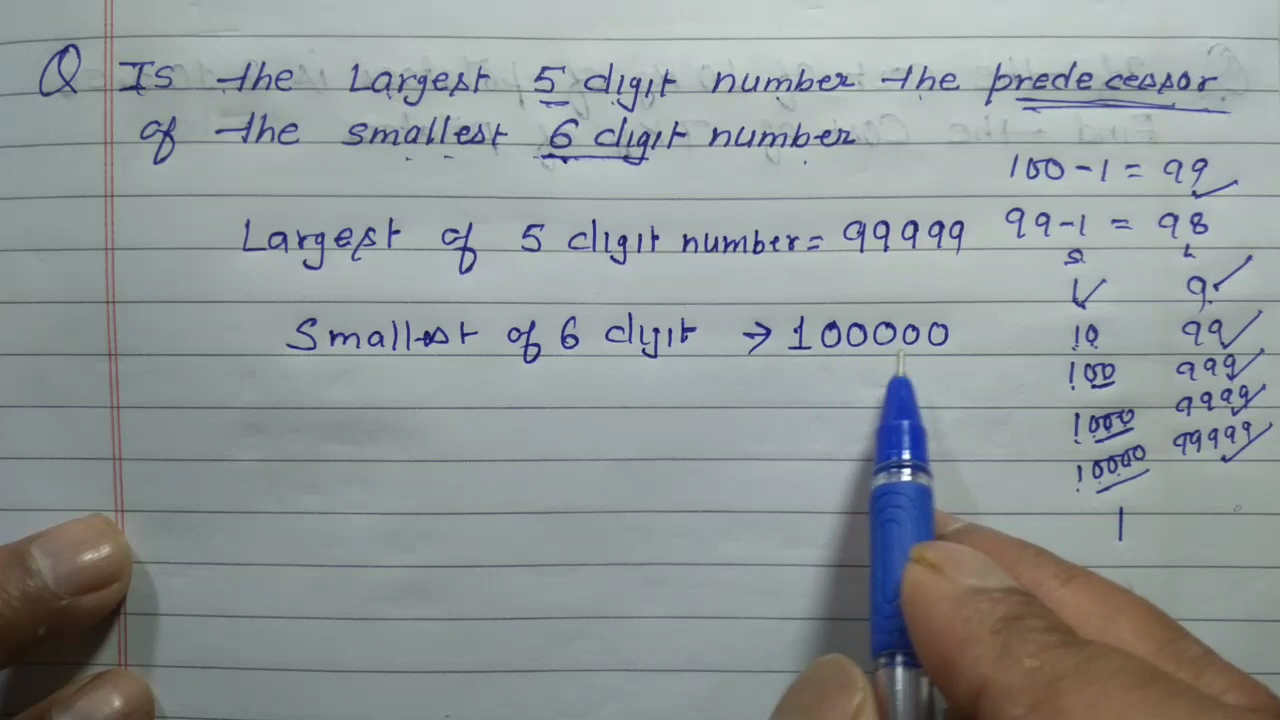 Q Is the Largest 5 digit number the predecessor
of the smallest 6 digit number
100 - 1 = 99
Largest of 5 digit number = 99999
99 - 1 = 98
S L
1 9
Smallest of 6 digit → 100000
10 99
100 999
1000 9999
10000 99999
1